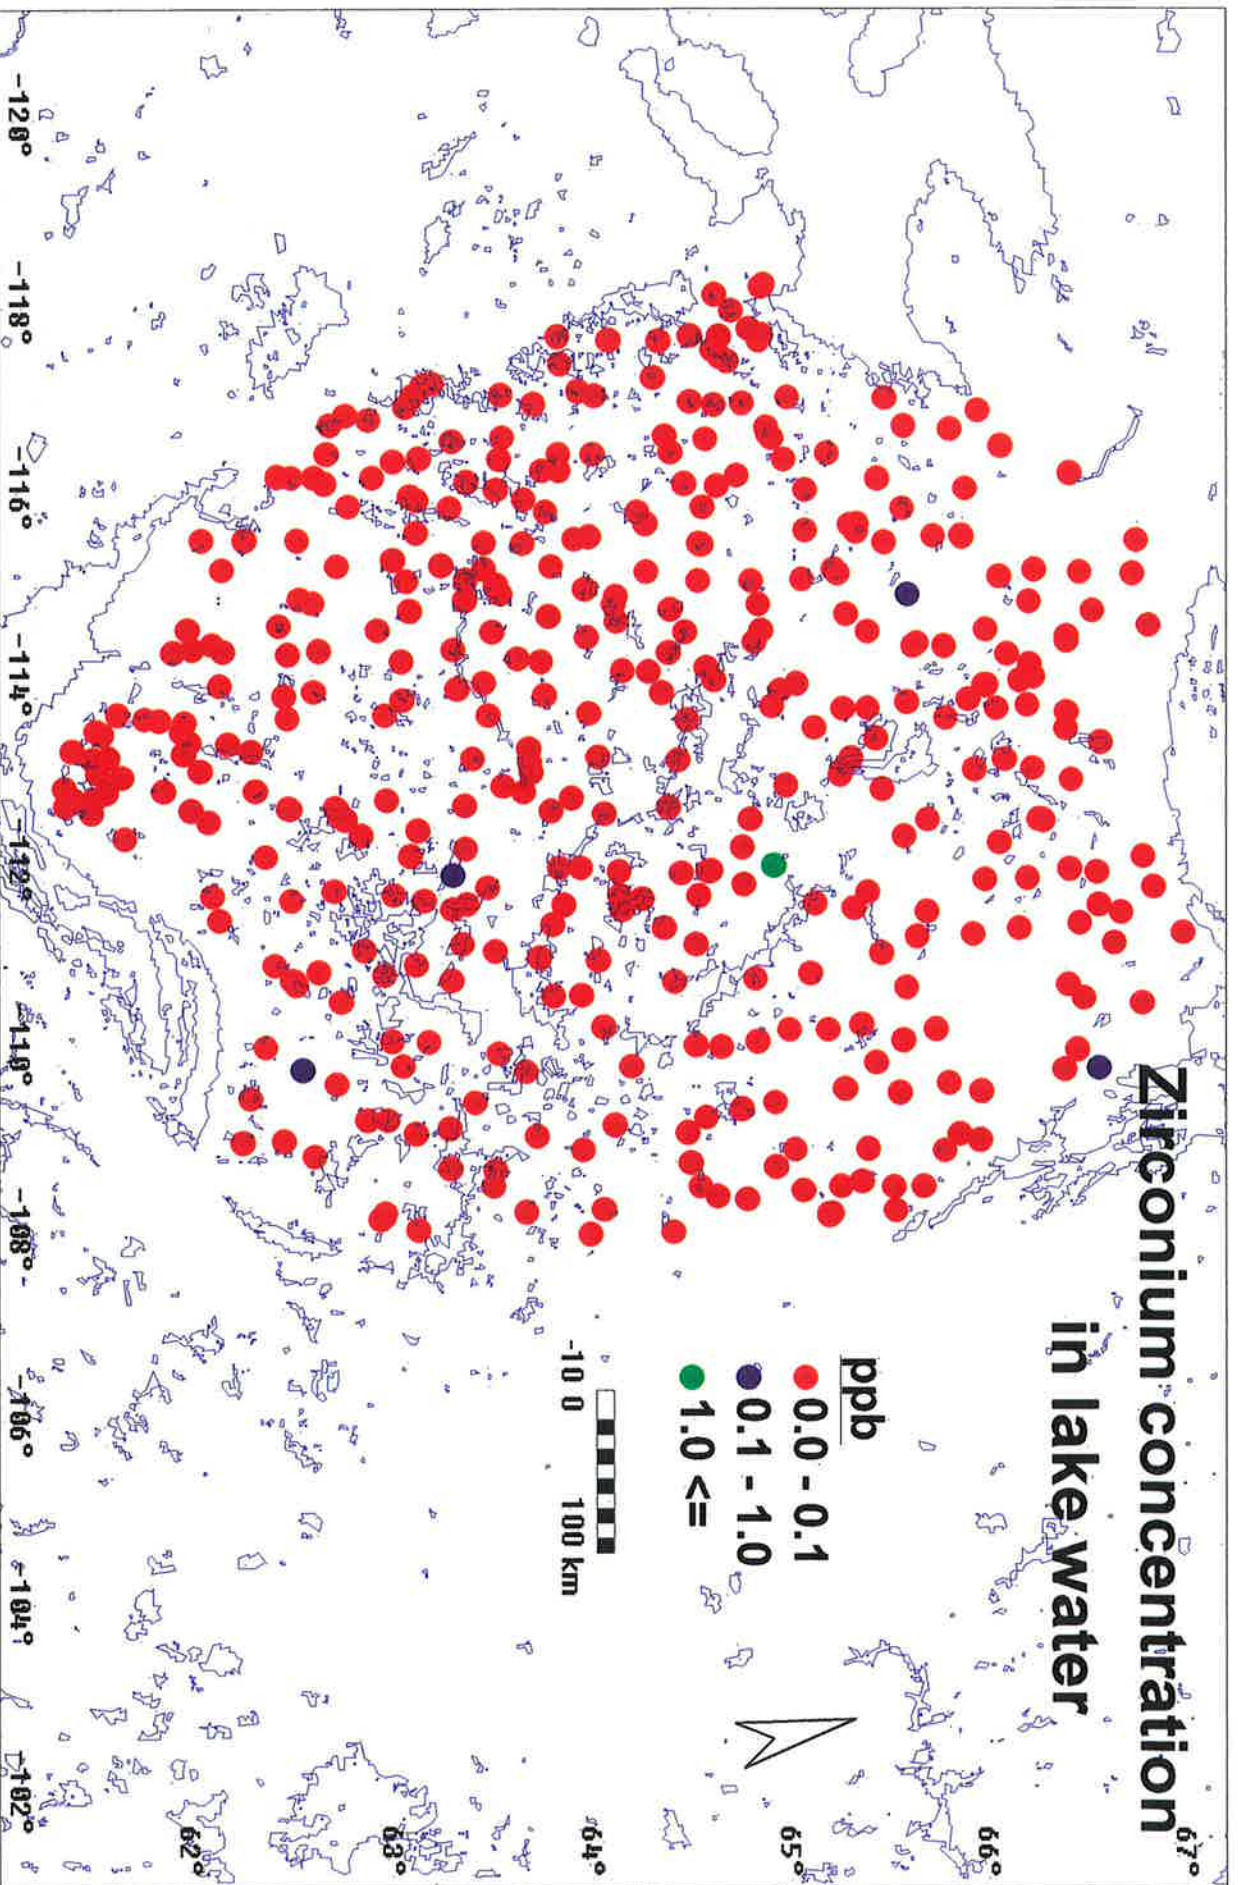 Zirconium concentration
in lake water
ppb
0.0 - 0.1
0.1 - 1.0
1.0 <=
-10 0 100 km
67°
66°
65°
64°
63°
62°
-120° -118° -116° -114° -112° -110° -108° -106° -104° -102°